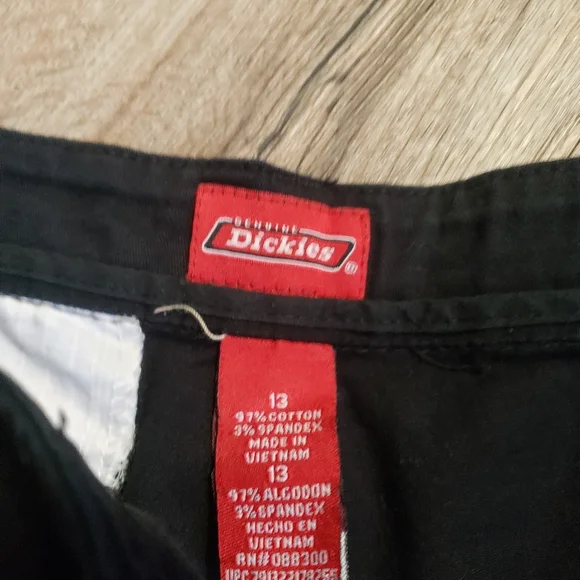 GENUINE
Dickies
®
13
97% COTTON
3% SPANDEX
MADE IN
VIETNAM
13
97% ALGODON
3% SPANDEX
HECHO EN
VIETNAM
RN# 088300
UPC